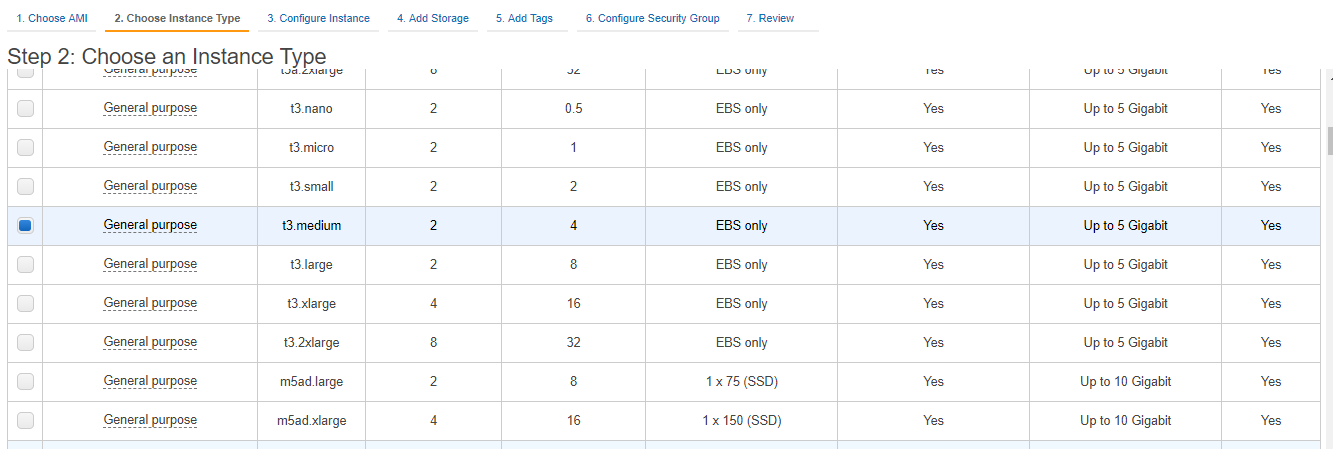 1. Choose AMI 2. Choose Instance Type 3. Configure Instance 4. Add Storage 5. Add Tags 6. Configure Security Group 7. Review
Step 2: Choose an Instance Type
General purpose t3a.2xlarge 8 32 EBS only Yes Up to 5 Gigabit Yes
General purpose t3.nano 2 0.5 EBS only Yes Up to 5 Gigabit Yes
General purpose t3.micro 2 1 EBS only Yes Up to 5 Gigabit Yes
General purpose t3.small 2 2 EBS only Yes Up to 5 Gigabit Yes
General purpose t3.medium 2 4 EBS only Yes Up to 5 Gigabit Yes
General purpose t3.large 2 8 EBS only Yes Up to 5 Gigabit Yes
General purpose t3.xlarge 4 16 EBS only Yes Up to 5 Gigabit Yes
General purpose t3.2xlarge 8 32 EBS only Yes Up to 5 Gigabit Yes
General purpose m5ad.large 2 8 1 x 75 (SSD) Yes Up to 10 Gigabit Yes
General purpose m5ad.xlarge 4 16 1 x 150 (SSD) Yes Up to 10 Gigabit Yes